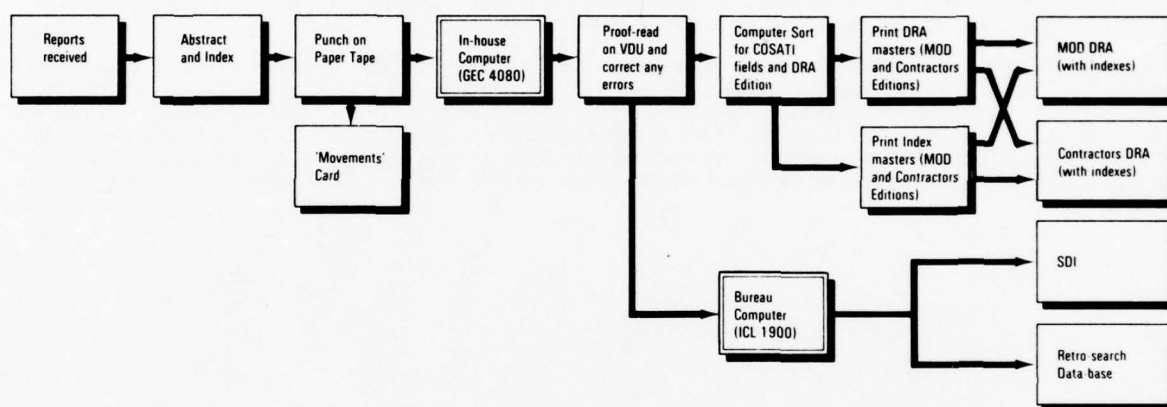 Reports
received
Abstract
and Index
Punch on
Paper Tape
In-house
Computer
(GEC 4080)
Proof-read
on VDU and
correct any
errors
Computer Sort
for COSATI
fields and DRA
Edition
Print DRA
masters (MOD
and Contractors
Editions)
MOD DRA
(with indexes)
'Movements'
Card
Print Index
masters (MOD
and Contractors
Editions)
Contractors DRA
(with indexes)
SDI
Bureau
Computer
(ICL 1900)
Retro-search
Data-base